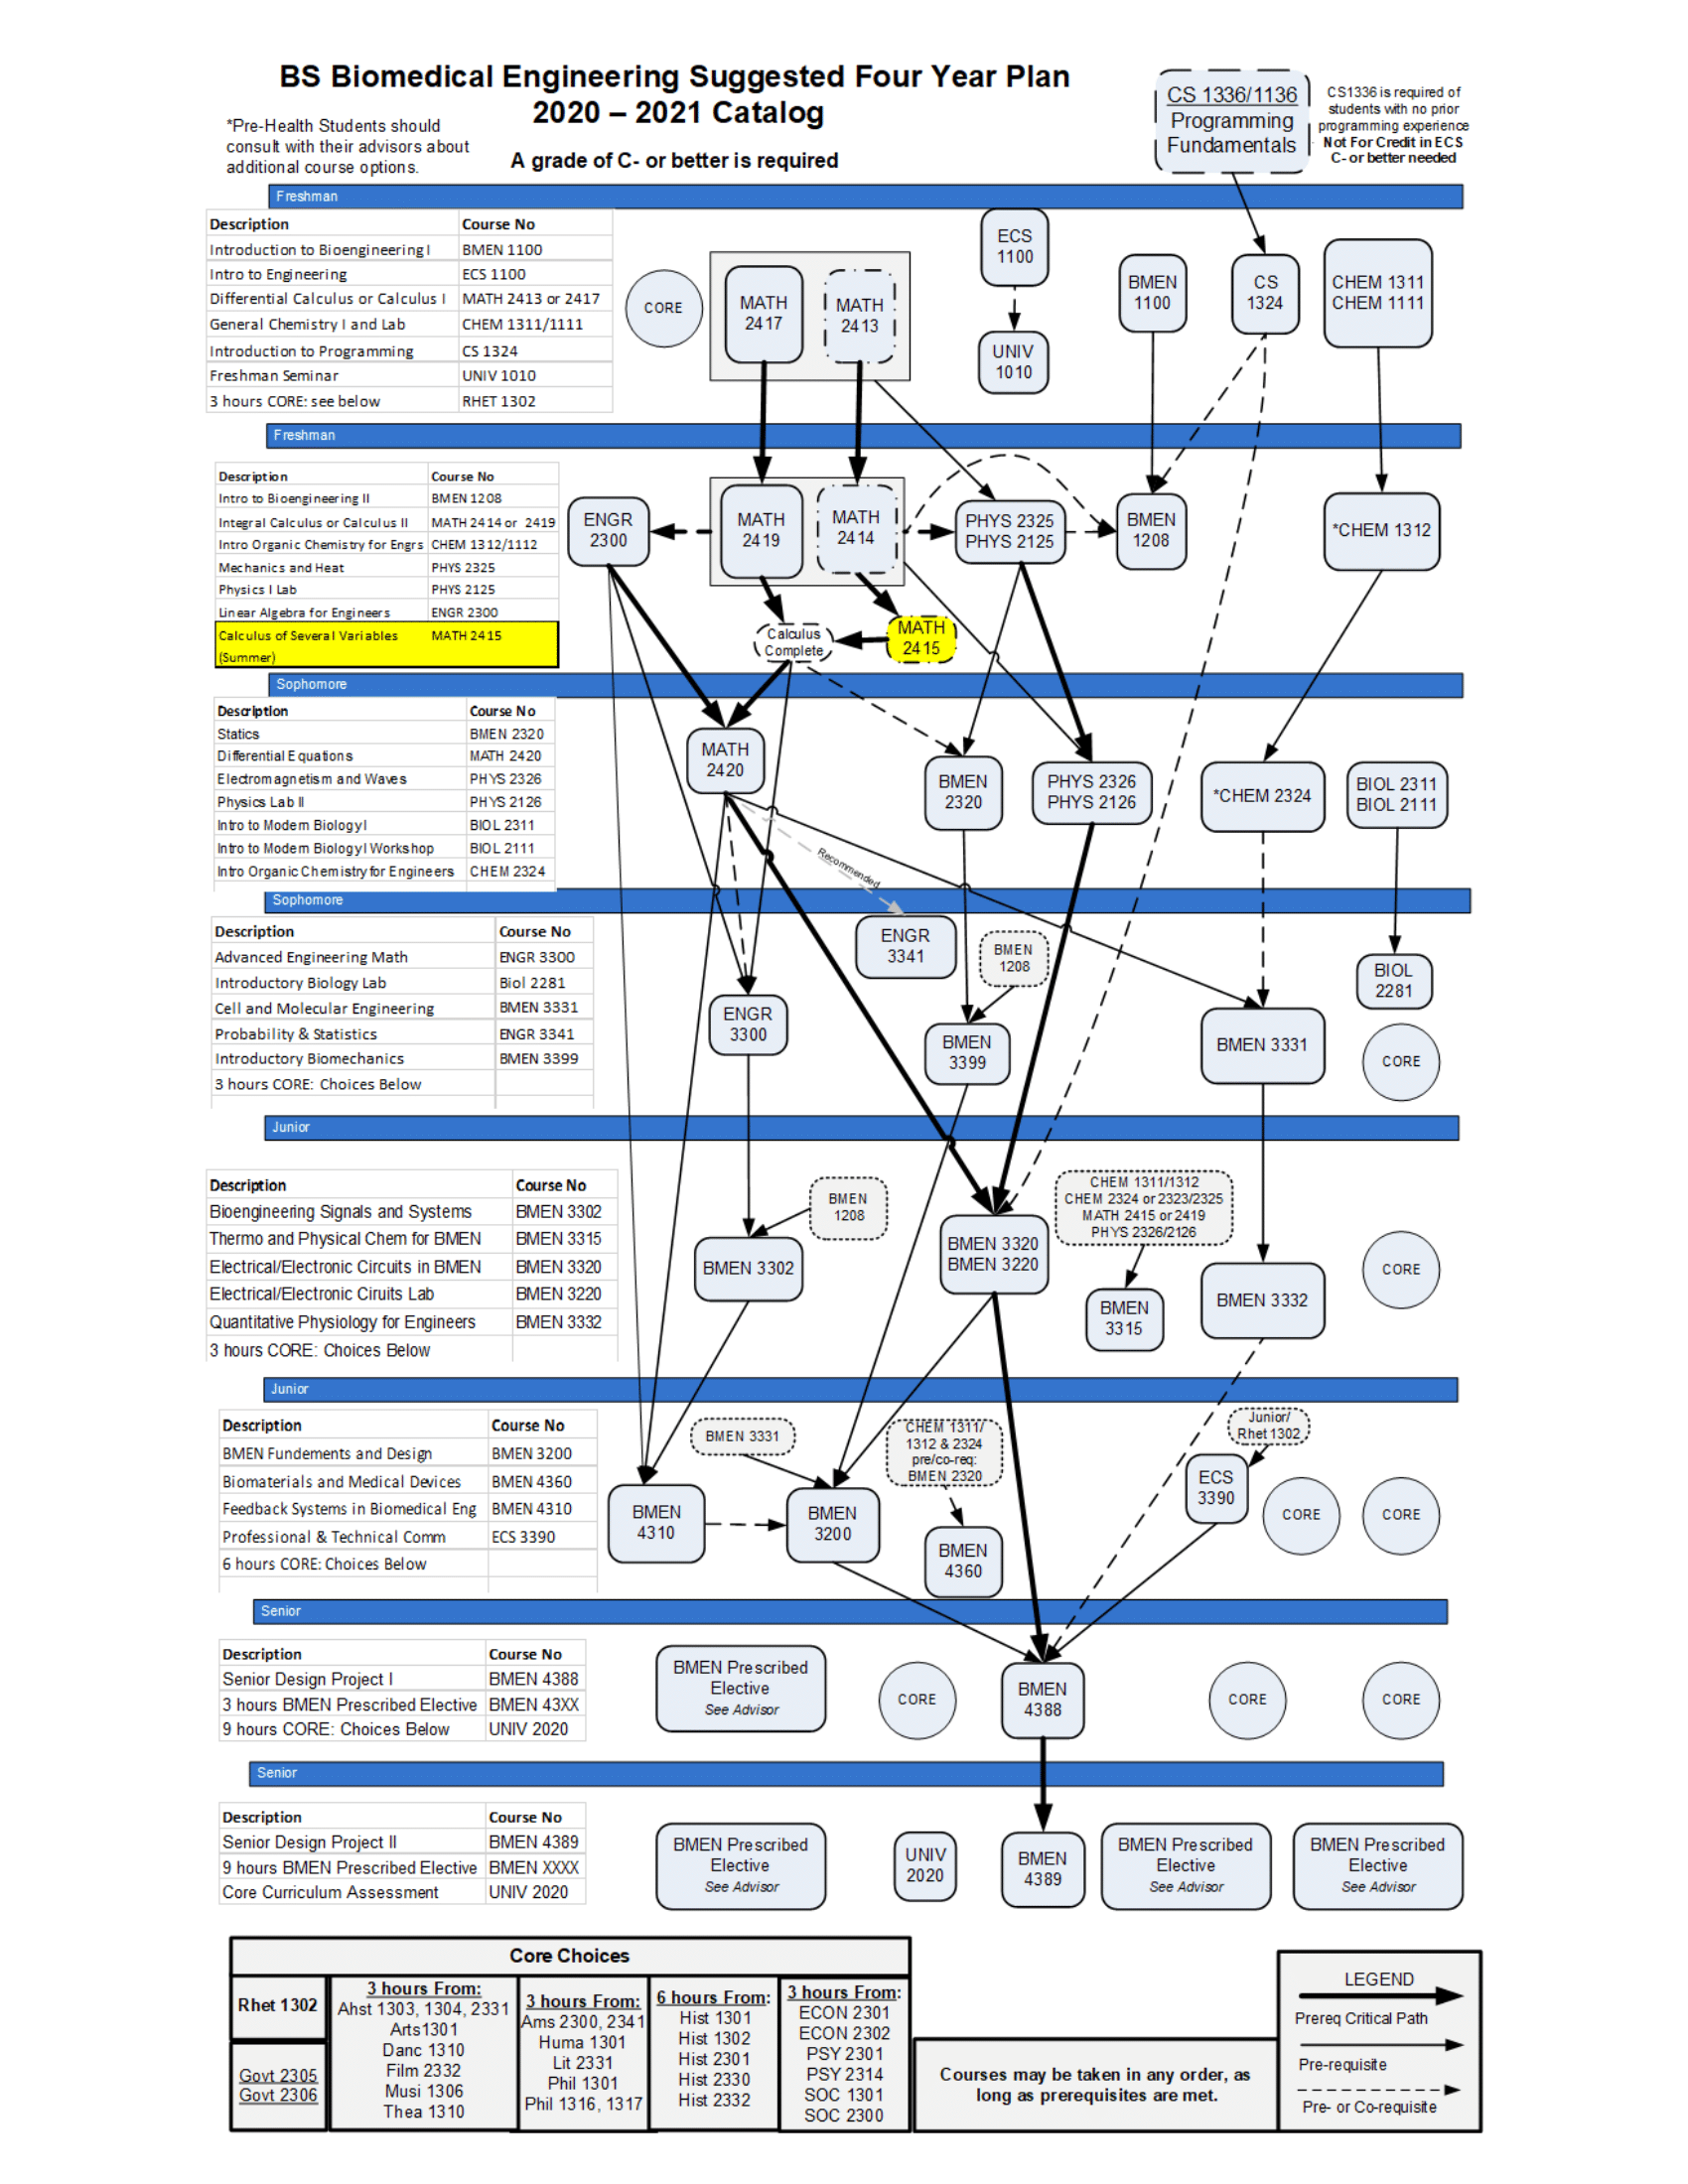 BS Biomedical Engineering Suggested Four Year Plan
2020 – 2021 Catalog
*Pre-Health Students should
consult with their advisors about
additional course options.
A grade of C- or better is required
CS 1336/1136
Programming
Fundamentals
CS1336 is required of
students with no prior
programming experience
Not For Credit in ECS
C- or better needed
Freshman
Description Course No
Introduction to Bioengineering I BMEN 1100
Intro to Engineering ECS 1100
Differential Calculus or Calculus I MATH 2413 or 2417
General Chemistry I and Lab CHEM 1311/1111
Introduction to Programming CS 1324
Freshman Seminar UNIV 1010
3 hours CORE: see below RHET 1302
CORE
MATH
2417
MATH
2413
ECS
1100
UNIV
1010
BMEN
1100
CS
1324
CHEM 1311
CHEM 1111
Freshman
Description Course No
Intro to Bioengineering II BMEN 1208
Integral Calculus or Calculus II MATH 2414 or 2419
Intro Organic Chemistry for Engrs CHEM 1312/1112
Mechanics and Heat PHYS 2325
Physics I Lab PHYS 2125
Linear Algebra for Engineers ENGR 2300
Calculus of Several Variables MATH 2415
(Summer)
ENGR
2300
MATH
2419
MATH
2414
PHYS 2325
PHYS 2125
BMEN
1208
*CHEM 1312
Calculus
Complete
MATH
2415
Sophomore
Description Course No
Statics BMEN 2320
Differential Equations MATH 2420
Electromagnetism and Waves PHYS 2326
Physics Lab II PHYS 2126
Intro to Modern Biology I BIOL 2311
Intro to Modern Biology I Workshop BIOL 2111
Intro Organic Chemistry for Engineers CHEM 2324
MATH
2420
BMEN
2320
PHYS 2326
PHYS 2126
*CHEM 2324
BIOL 2311
BIOL 2111
Recommended
Sophomore
Description Course No
Advanced Engineering Math ENGR 3300
Introductory Biology Lab Biol 2281
Cell and Molecular Engineering BMEN 3331
Probability & Statistics ENGR 3341
Introductory Biomechanics BMEN 3399
3 hours CORE: Choices Below
ENGR
3300
ENGR
3341
BMEN
1208
BMEN
3399
BMEN 3331
BIOL
2281
CORE
Junior
Description Course No
Bioengineering Signals and Systems BMEN 3302
Thermo and Physical Chem for BMEN BMEN 3315
Electrical/Electronic Circuits in BMEN BMEN 3320
Electrical/Electronic Ciruits Lab BMEN 3220
Quantitative Physiology for Engineers BMEN 3332
3 hours CORE: Choices Below
BMEN
1208
BMEN 3302
BMEN 3320
BMEN 3220
CHEM 1311/1312
CHEM 2324 or 2323/2325
MATH 2415 or 2419
PHYS 2326/2126
BMEN
3315
BMEN 3332
CORE
Junior
Description Course No
BMEN Fundements and Design BMEN 3200
Biomaterials and Medical Devices BMEN 4360
Feedback Systems in Biomedical Eng BMEN 4310
Professional & Technical Comm ECS 3390
6 hours CORE: Choices Below
BMEN 3331
CHEM 1311/
1312 & 2324
pre/co-req:
BMEN 2320
Junior/
Rhet 1302
BMEN
4310
BMEN
3200
BMEN
4360
ECS
3390
CORE
CORE
Senior
Description Course No
Senior Design Project I BMEN 4388
3 hours BMEN Prescribed Elective BMEN 43XX
9 hours CORE: Choices Below UNIV 2020
BMEN Prescribed
Elective
See Advisor
CORE
BMEN
4388
CORE
CORE
Senior
Description Course No
Senior Design Project II BMEN 4389
9 hours BMEN Prescribed Elective BMEN XXXX
Core Curriculum Assessment UNIV 2020
BMEN Prescribed
Elective
See Advisor
UNIV
2020
BMEN
4389
BMEN Prescribed
Elective
See Advisor
BMEN Prescribed
Elective
See Advisor
Core Choices
Rhet 1302
Govt 2305
Govt 2306
3 hours From:
Ahst 1303, 1304, 2331
Arts1301
Danc 1310
Film 2332
Musi 1306
Thea 1310
3 hours From:
Ams 2300, 2341
Huma 1301
Lit 2331
Phil 1301
Phil 1316, 1317
6 hours From:
Hist 1301
Hist 1302
Hist 2301
Hist 2330
Hist 2332
3 hours From:
ECON 2301
ECON 2302
PSY 2301
PSY 2314
SOC 1301
SOC 2300
Courses may be taken in any order, as
long as prerequisites are met.
LEGEND
Prereq Critical Path
Pre-requisite
Pre- or Co-requisite